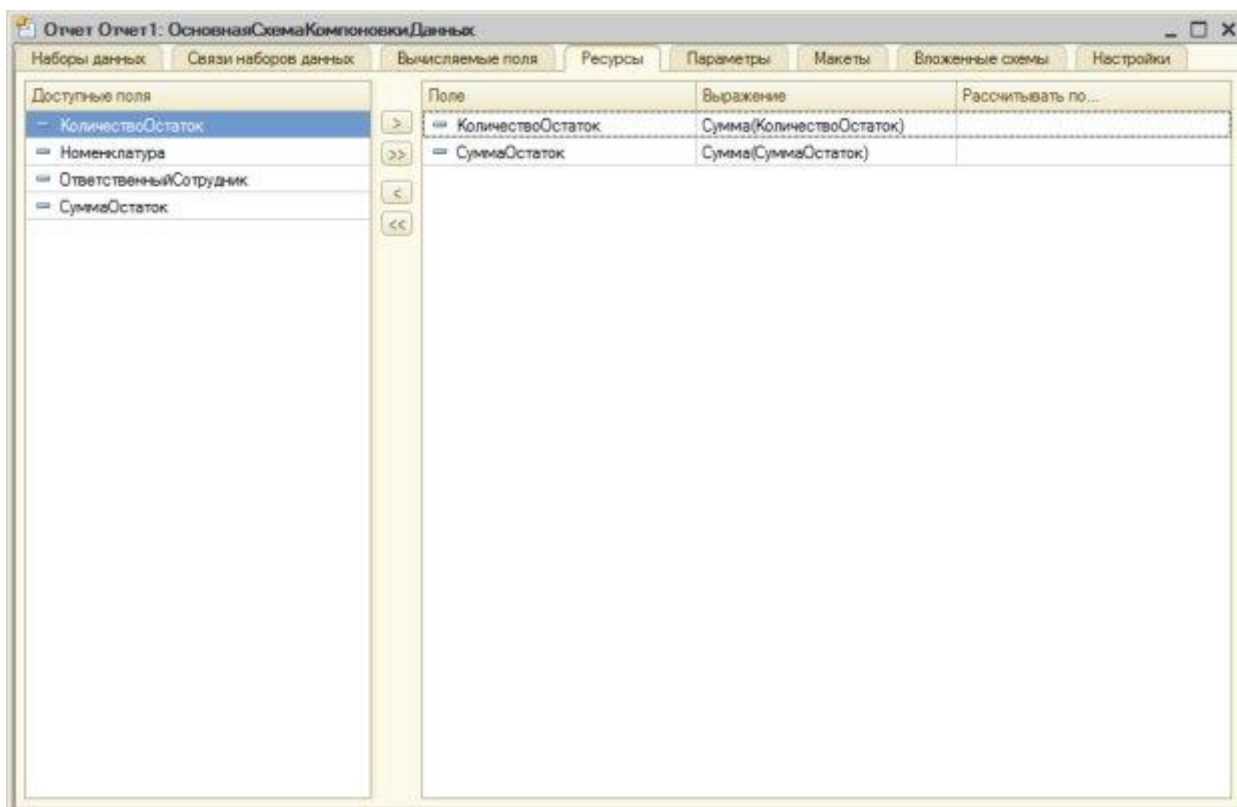 Отчет Отчет1: ОсновнаяСхемаКомпоновкиДанных
Наборы данных Связи наборов данных Вычисляемые поля Ресурсы Параметры Макеты Вложенные схемы Настройки
Доступные поля
КоличествоОстаток
Номенклатура
ОтветственныйСотрудник
СуммаОстаток
>
>>
<
<<
Поле Выражение Рассчитывать по...
КоличествоОстаток Сумма(КоличествоОстаток)
СуммаОстаток Сумма(СуммаОстаток)